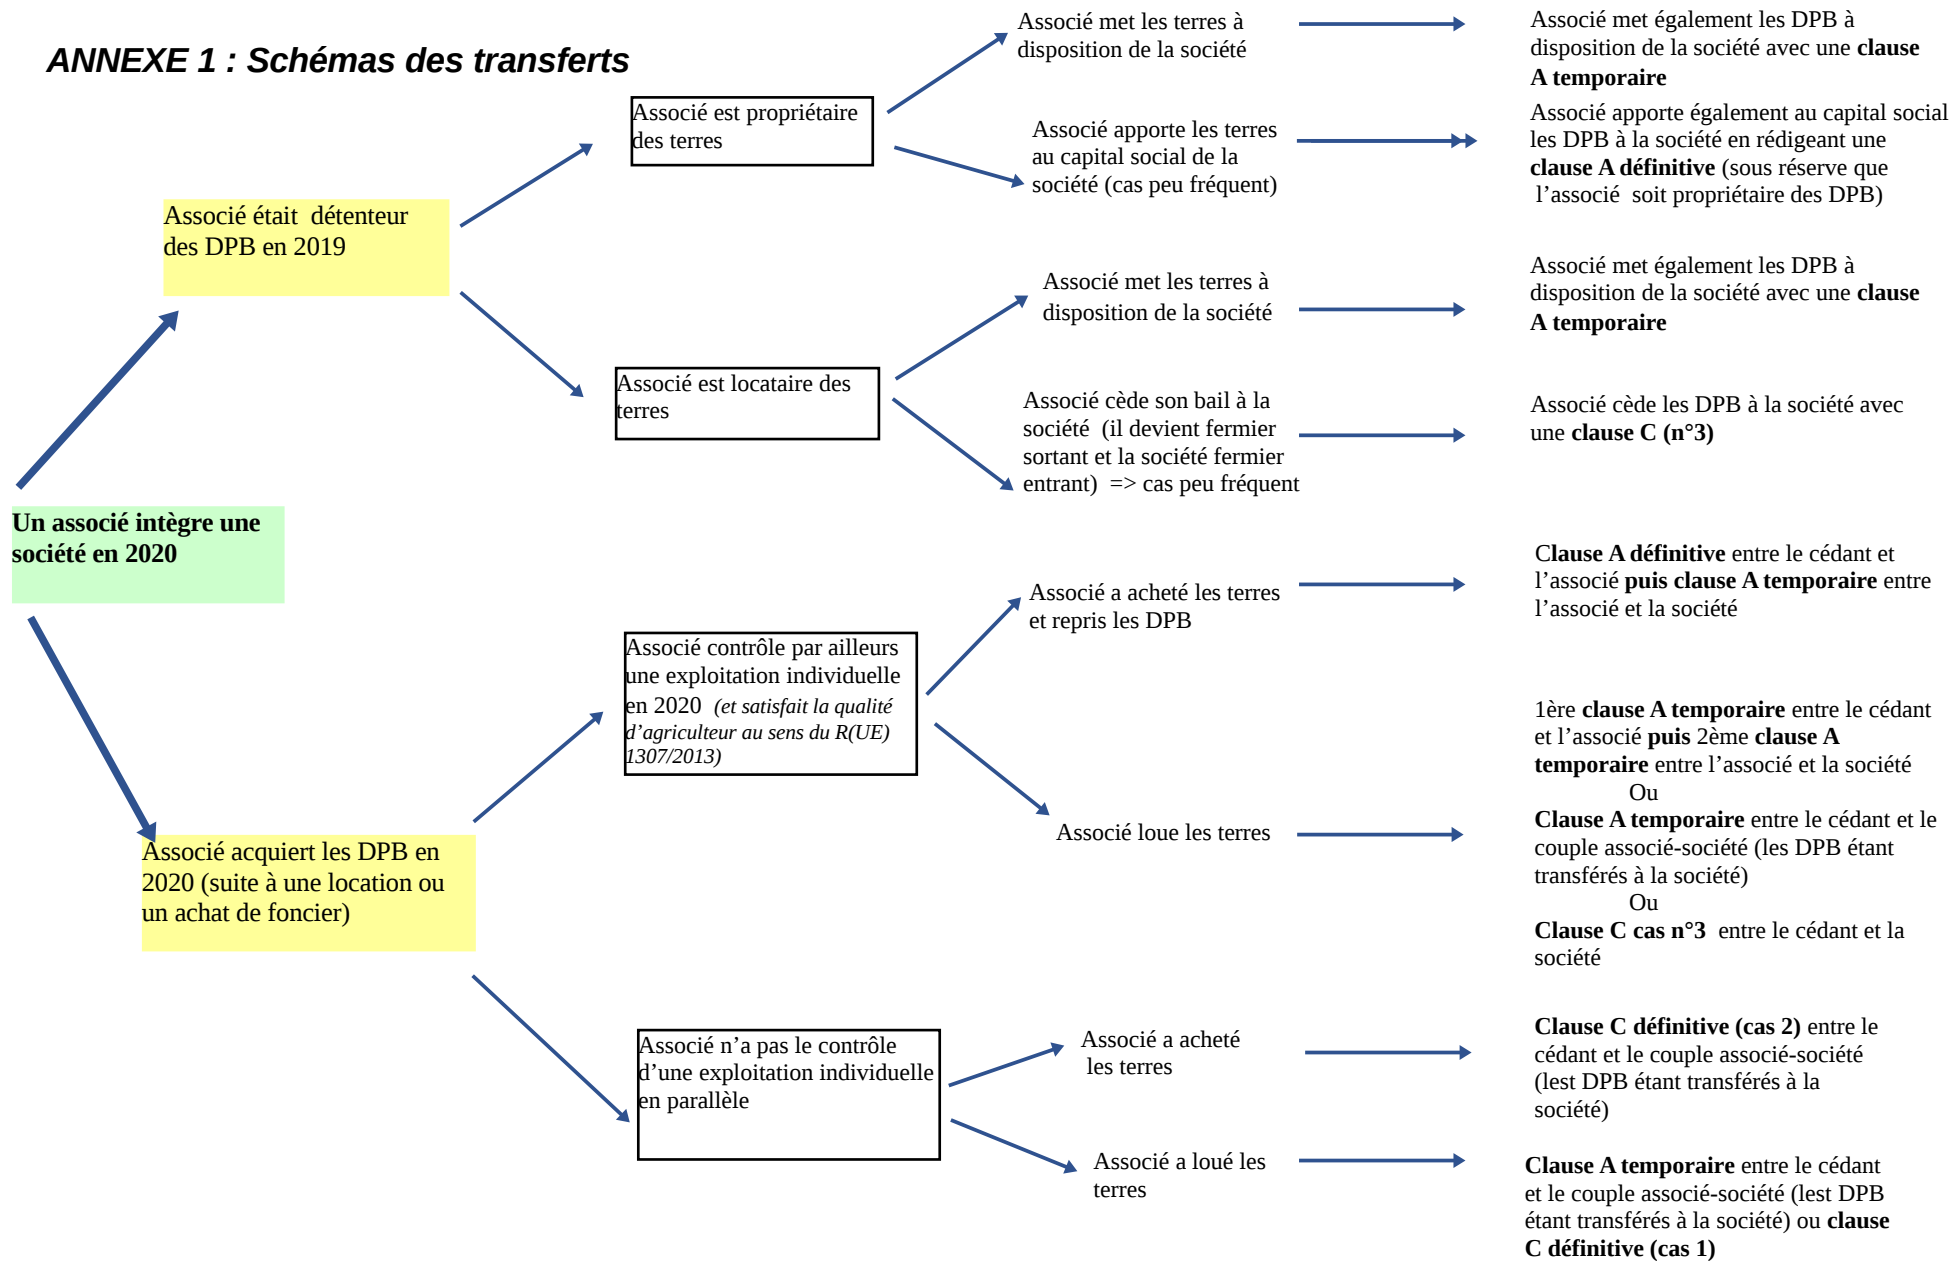 ANNEXE 1 : Schémas des transferts
Un associé intègre une
société en 2020
Associé était  détenteur
des DPB en 2019
Associé est propriétaire
des terres
Associé met les terres à
disposition de la société
Associé met également les DPB à
disposition de la société avec une clause
A temporaire
Associé apporte les terres
au capital social de la
société (cas peu fréquent)
Associé apporte également au capital social
les DPB à la société en rédigeant une
clause A définitive (sous réserve que
l’associé  soit propriétaire des DPB)
Associé est locataire des
terres
Associé met les terres à
disposition de la société
Associé met également les DPB à
disposition de la société avec une clause
A temporaire
Associé cède son bail à la
société  (il devient fermier
sortant et la société fermier
entrant)  => cas peu fréquent
Associé cède les DPB à la société avec
une clause C (n°3)
Associé acquiert les DPB en
2020 (suite à une location ou
un achat de foncier)
Associé contrôle par ailleurs
une exploitation individuelle
en 2020  (et satisfait la qualité
d’agriculteur au sens du R(UE)
1307/2013)
Associé a acheté les terres
et repris les DPB
Clause A définitive entre le cédant et
l’associé puis clause A temporaire entre
l’associé et la société
Associé loue les terres
1ère clause A temporaire entre le cédant
et l’associé puis 2ème clause A
temporaire entre l’associé et la société
Ou
Clause A temporaire entre le cédant et le
couple associé-société (les DPB étant
transférés à la société)
Ou
Clause C cas n°3  entre le cédant et la
société
Associé n’a pas le contrôle
d’une exploitation individuelle
en parallèle
Associé a acheté
les terres
Clause C définitive (cas 2) entre le
cédant et le couple associé-société
(lest DPB étant transférés à la
société)
Associé a loué les
terres
Clause A temporaire entre le cédant
et le couple associé-société (lest DPB
étant transférés à la société) ou clause
C définitive (cas 1)